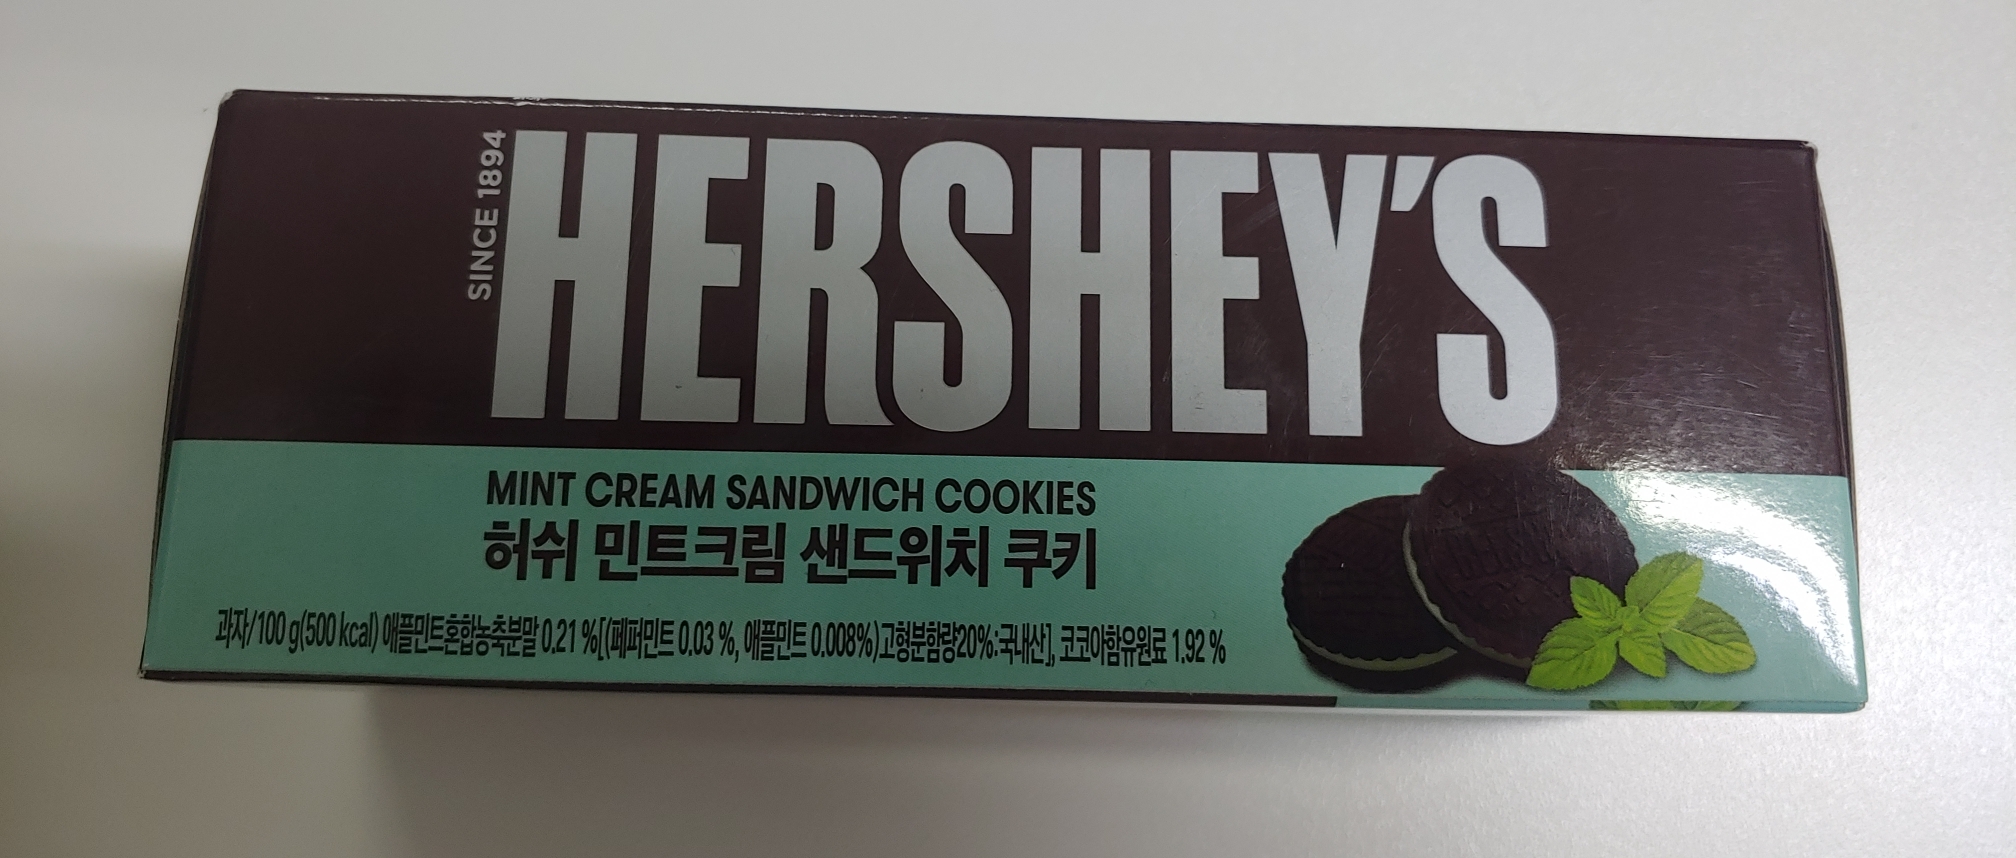 SINCE 1894
HERSHEY'S
MINT CREAM SANDWICH COOKIES
허쉬 민트크림 샌드위치 쿠키
과자/100 g(500 kcal) 애플민트혼합농축분말 0.21 %[(페퍼민트 0.03 %, 애플민트 0.008%)고형분함량20%:국내산], 코코아함유원료 1.92 %